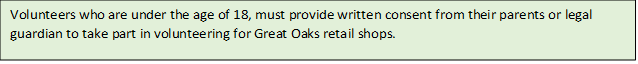 Volunteers who are under the age of 18, must provide written consent from their parents or legal
guardian to take part in volunteering for Great Oaks retail shops.